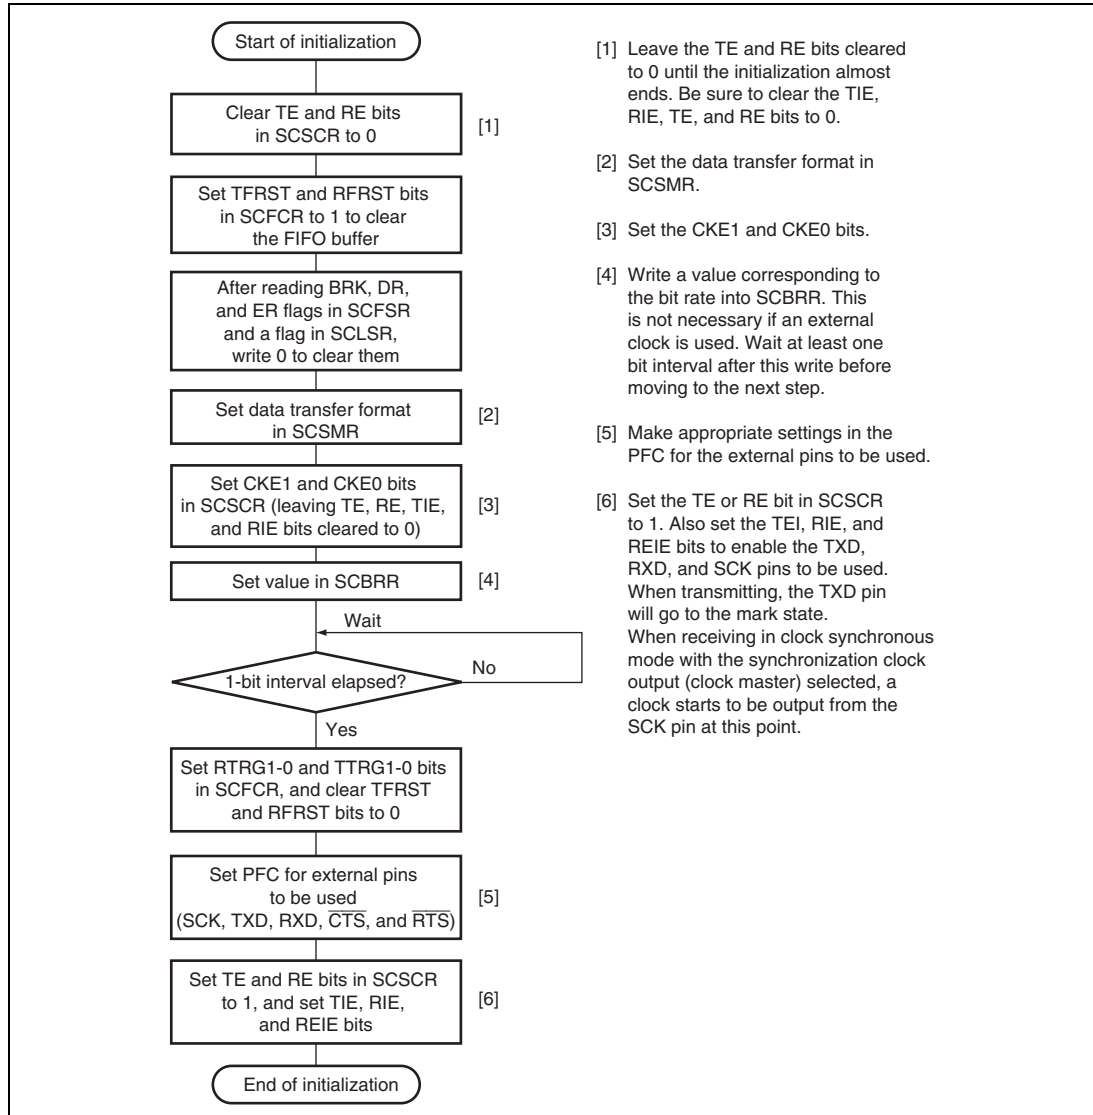 Start of initialization
Clear TE and RE bits
in SCSCR to 0
[1]
Set TFRST and RFRST bits
in SCFCR to 1 to clear
the FIFO buffer
After reading BRK, DR,
and ER flags in SCFSR
and a flag in SCLSR,
write 0 to clear them
Set data transfer format
in SCSMR
[2]
Set CKE1 and CKE0 bits
in SCSCR (leaving TE, RE, TIE,
and RIE bits cleared to 0)
[3]
Set value in SCBRR
[4]
Wait
1-bit interval elapsed?
No
Yes
Set RTRG1-0 and TTRG1-0 bits
in SCFCR, and clear TFRST
and RFRST bits to 0
Set PFC for external pins
to be used
(SCK, TXD, RXD, CTS, and RTS)
[5]
Set TE and RE bits in SCSCR
to 1, and set TIE, RIE,
and REIE bits
[6]
End of initialization
[1] Leave the TE and RE bits cleared
to 0 until the initialization almost
ends. Be sure to clear the TIE,
RIE, TE, and RE bits to 0.
[2] Set the data transfer format in
SCSMR.
[3] Set the CKE1 and CKE0 bits.
[4] Write a value corresponding to
the bit rate into SCBRR. This
is not necessary if an external
clock is used. Wait at least one
bit interval after this write before
moving to the next step.
[5] Make appropriate settings in the
PFC for the external pins to be used.
[6] Set the TE or RE bit in SCSCR
to 1. Also set the TEI, RIE, and
REIE bits to enable the TXD,
RXD, and SCK pins to be used.
When transmitting, the TXD pin
will go to the mark state.
When receiving in clock synchronous
mode with the synchronization clock
output (clock master) selected, a
clock starts to be output from the
SCK pin at this point.